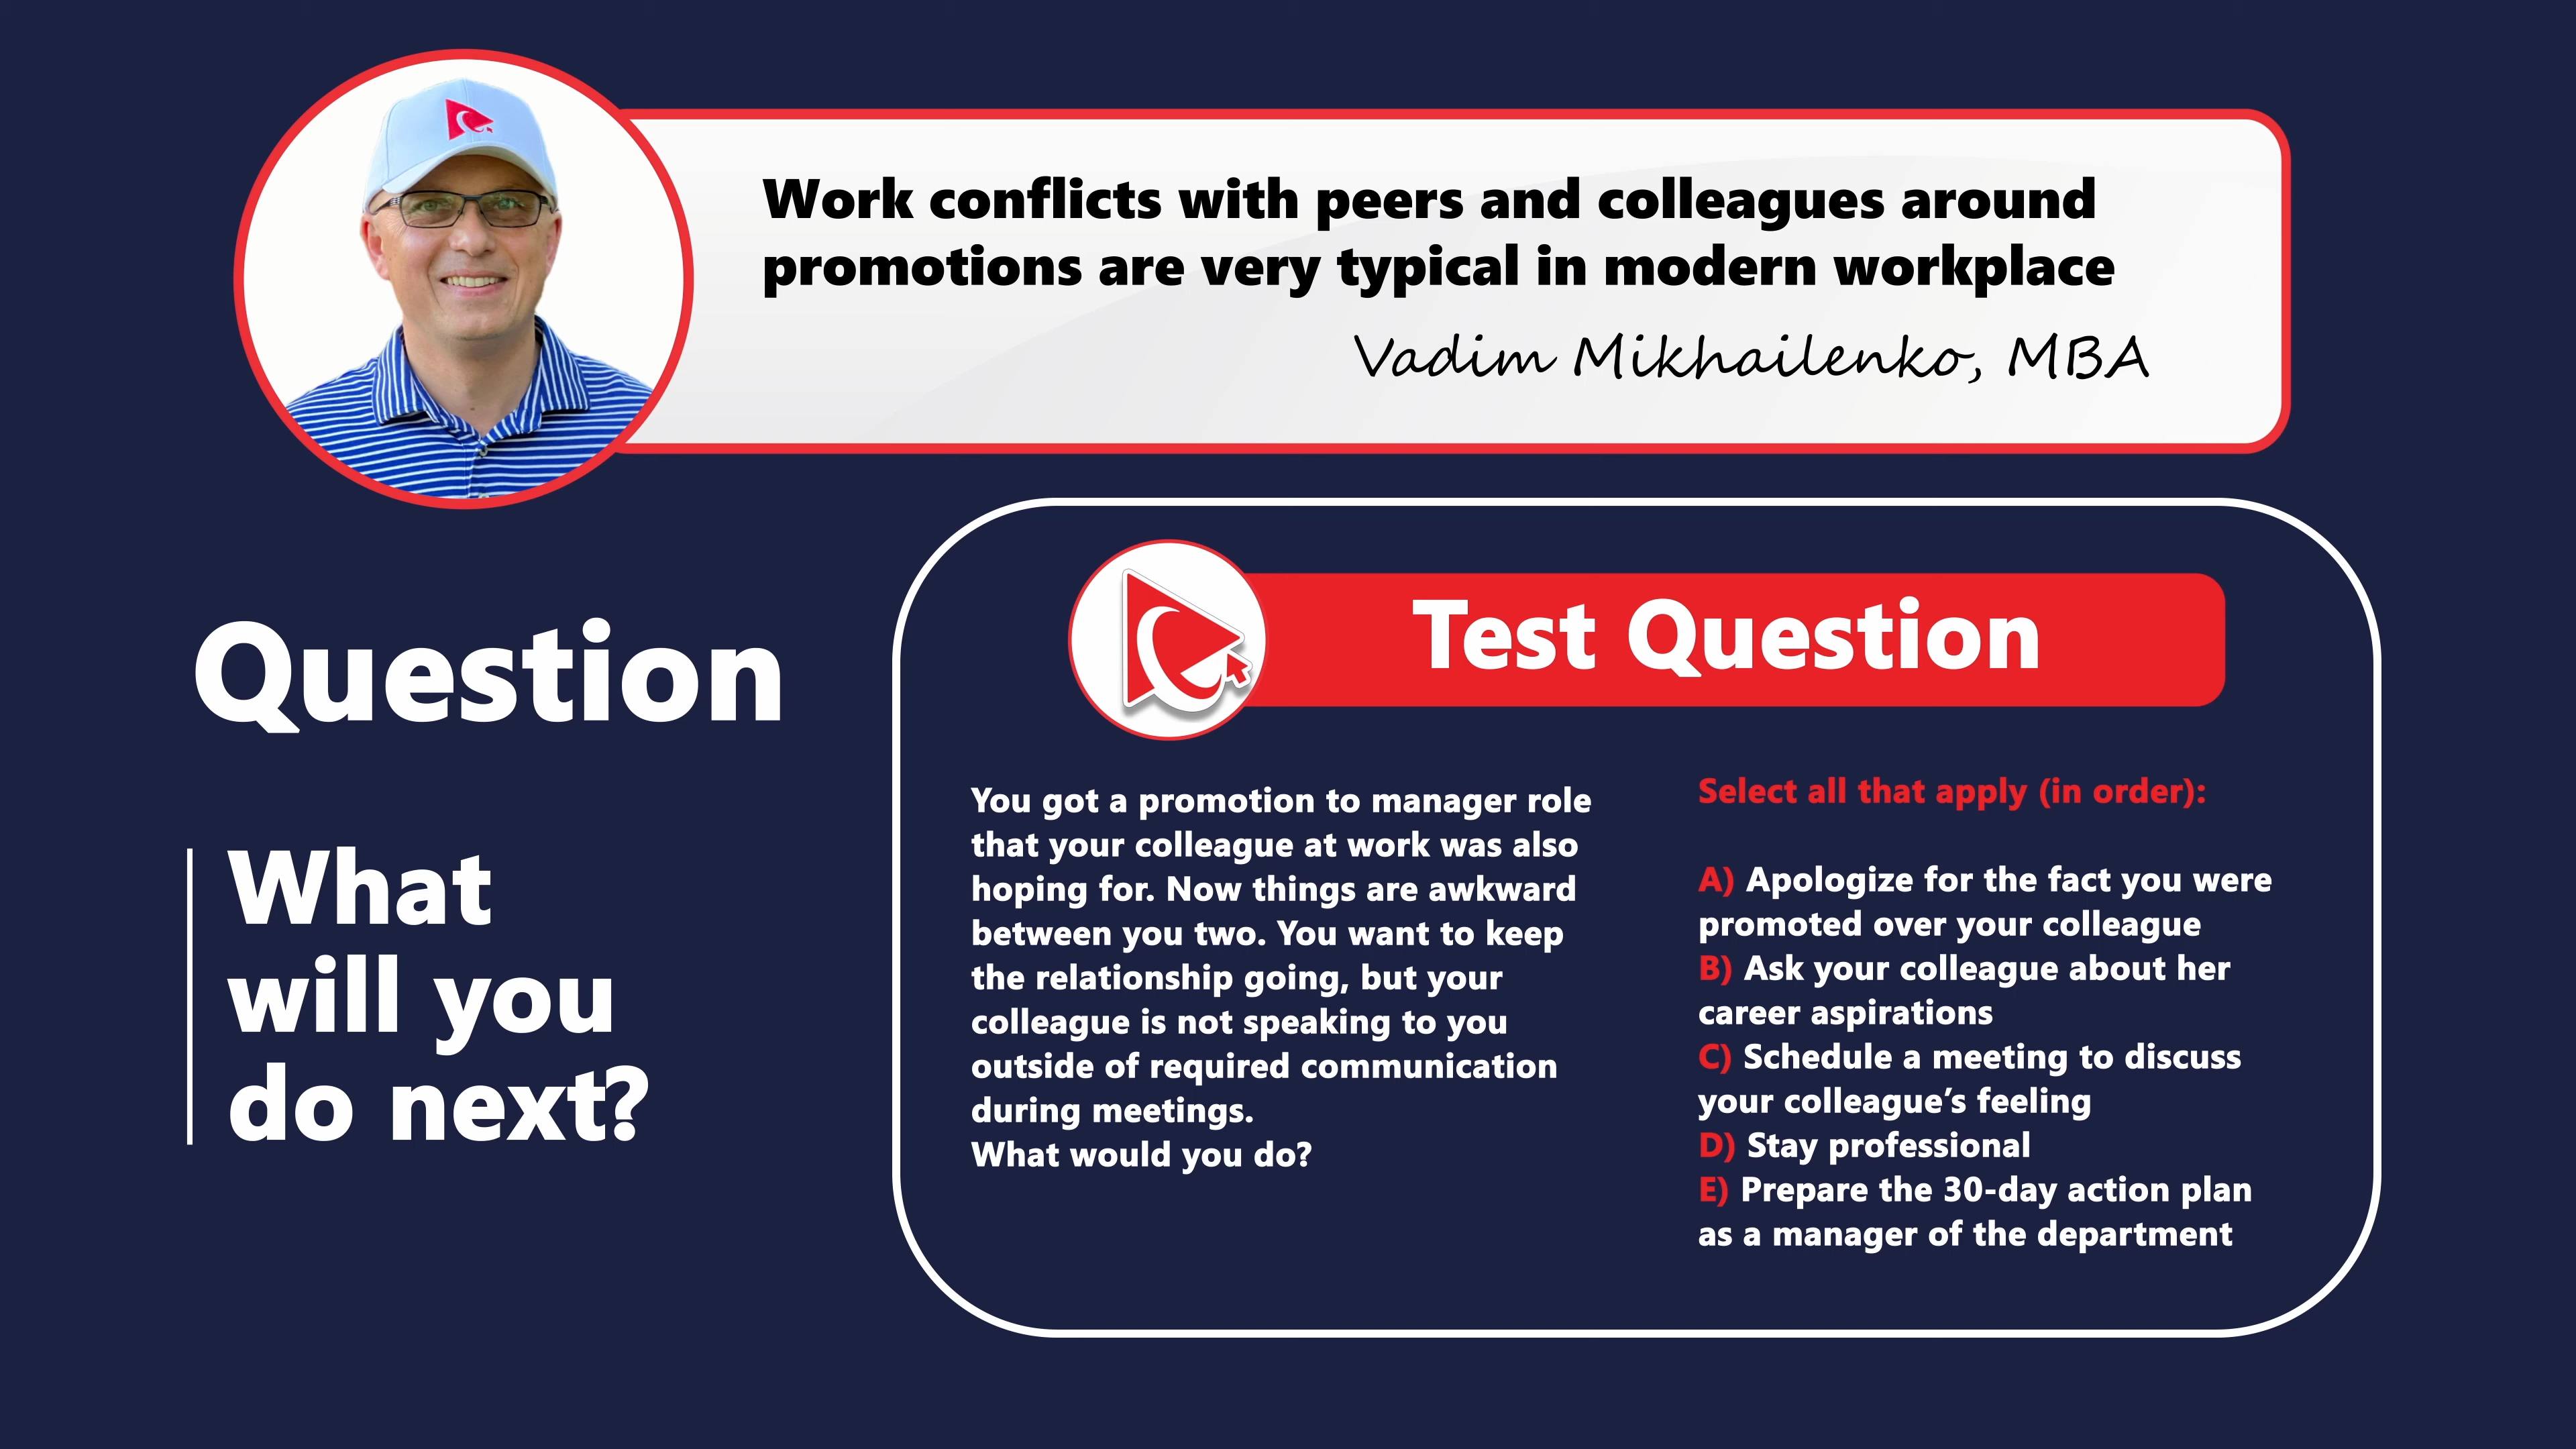 Work conflicts with peers and colleagues around
promotions are very typical in modern workplace
Vadim Mikhailenko, MBA
Question
What
will you
do next?
Test Question
You got a promotion to manager role
that your colleague at work was also
hoping for. Now things are awkward
between you two. You want to keep
the relationship going, but your
colleague is not speaking to you
outside of required communication
during meetings.
What would you do?
Select all that apply (in order):
A) Apologize for the fact you were
promoted over your colleague
B) Ask your colleague about her
career aspirations
C) Schedule a meeting to discuss
your colleague’s feeling
D) Stay professional
E) Prepare the 30-day action plan
as a manager of the department